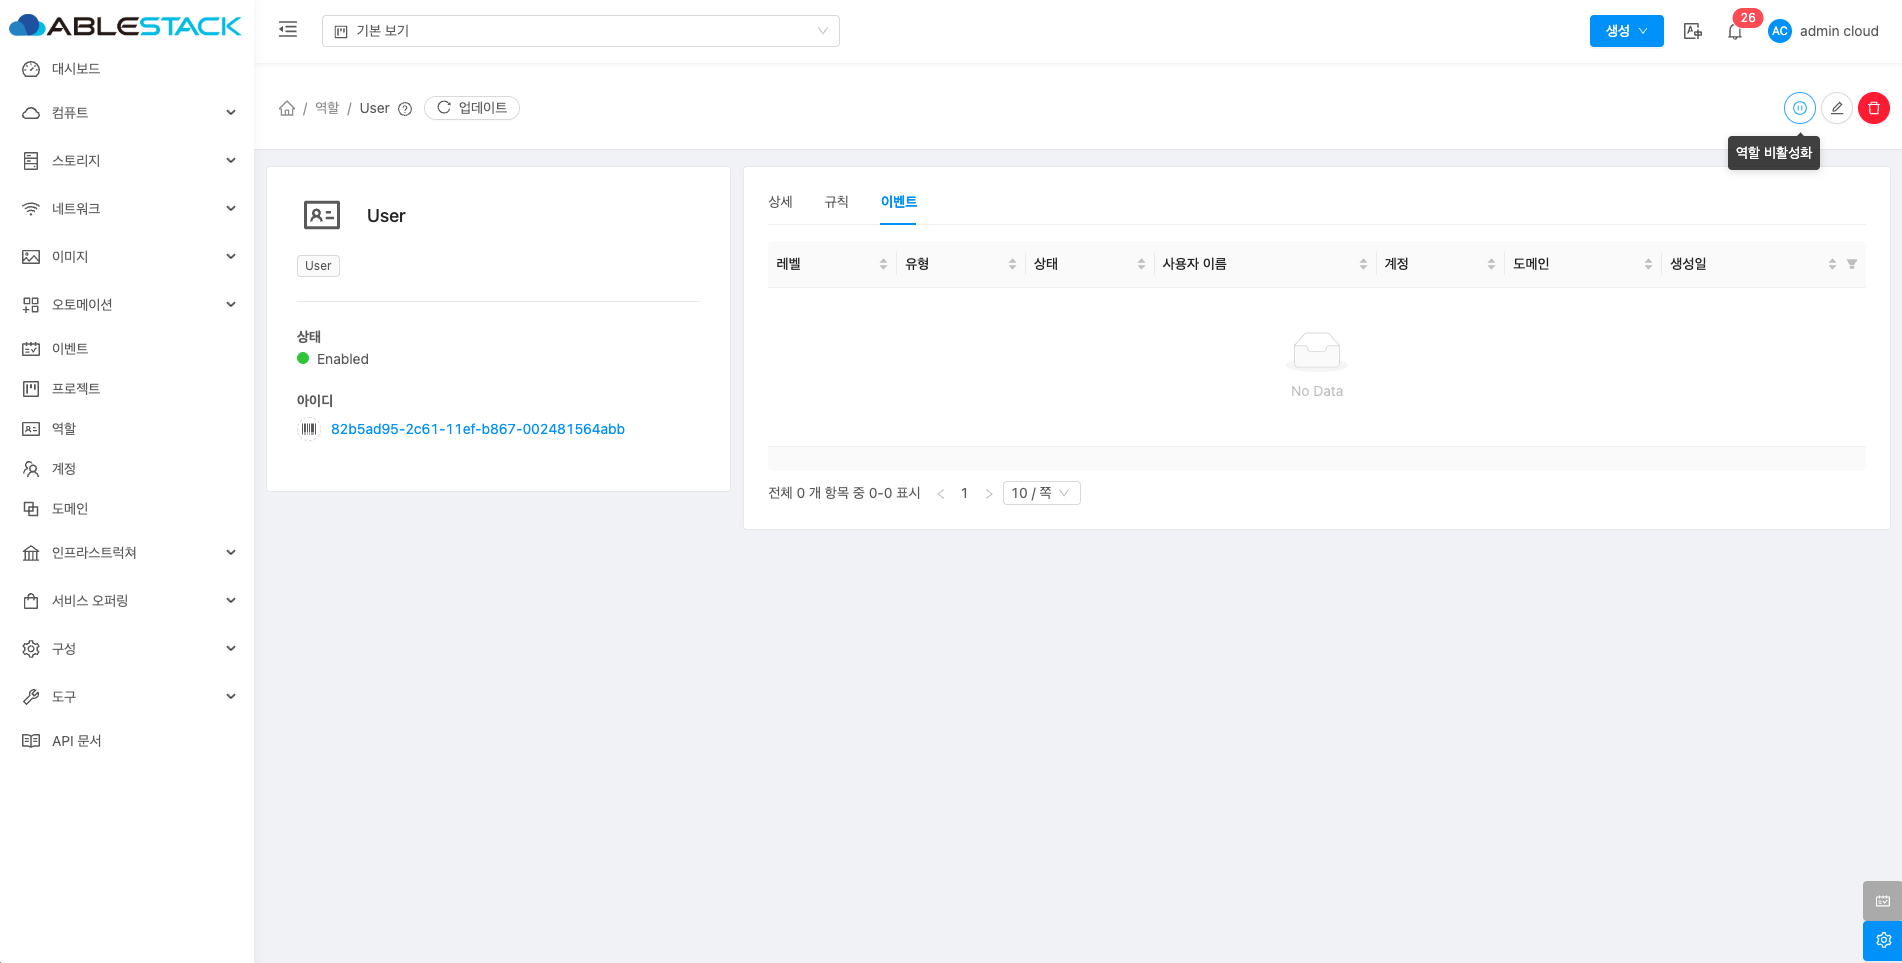 ABLESTACK
기본 보기
생성
26
AC
admin cloud
대시보드
컴퓨트
스토리지
네트워크
이미지
오토메이션
이벤트
프로젝트
역할
계정
도메인
인프라스트럭쳐
서비스 오퍼링
구성
도구
API 문서
/ 역할 / User
업데이트
역할 비활성화
User
User
상태
Enabled
아이디
82b5ad95-2c61-11ef-b867-002481564abb
상세 규칙 이벤트
레벨 유형 상태 사용자 이름 계정 도메인 생성일
No Data
전체 0 개 항목 중 0-0 표시 < 1 > 10 / 쪽